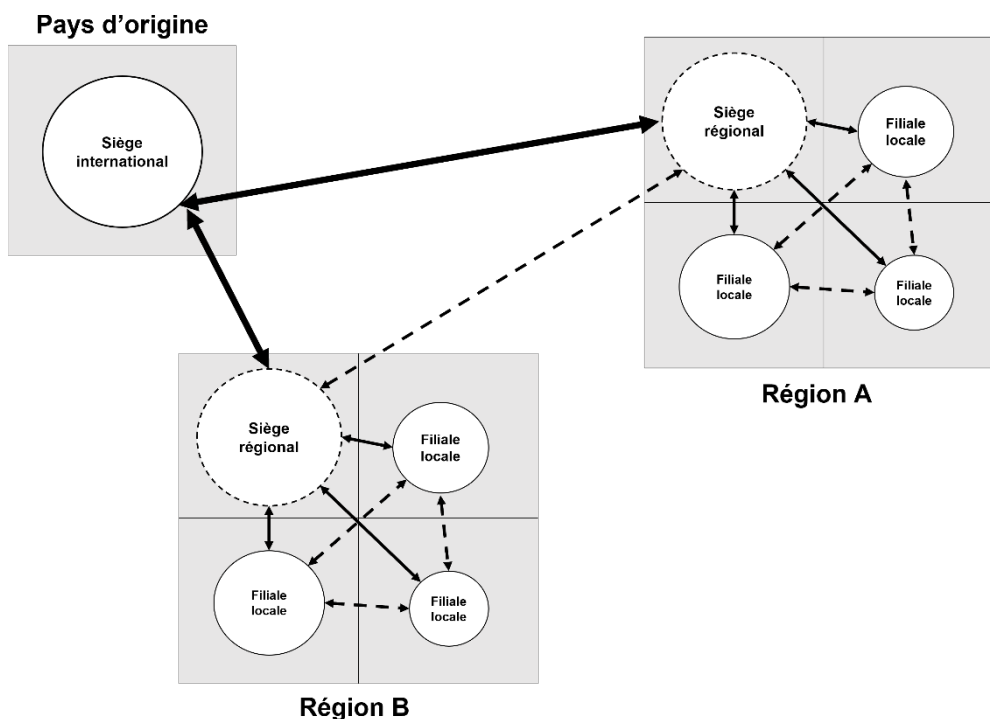 Pays d’origine
Siège
international
Siège
régional
Filiale
locale
Filiale
locale
Filiale
locale
Région A
Siège
régional
Filiale
locale
Filiale
locale
Filiale
locale
Région B